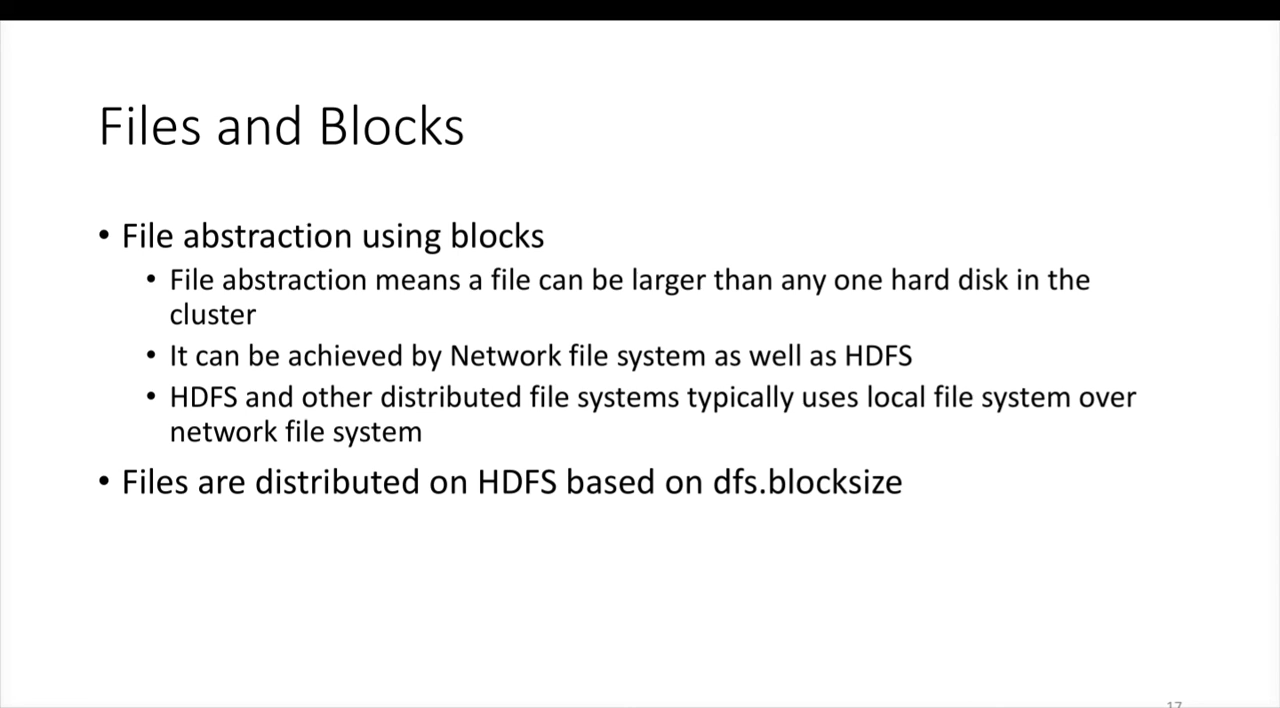 Files and Blocks
• File abstraction using blocks
• File abstraction means a file can be larger than any one hard disk in the
cluster
• It can be achieved by Network file system as well as HDFS
• HDFS and other distributed file systems typically uses local file system over
network file system
• Files are distributed on HDFS based on dfs.blocksize
17